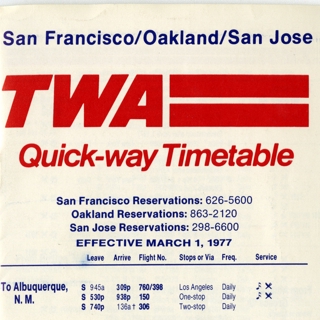 San Francisco/Oakland/San Jose
TWA
Quick-way Timetable
San Francisco Reservations: 626-5600
Oakland Reservations: 863-2120
San Jose Reservations: 298-6600
EFFECTIVE MARCH 1, 1977
Leave Arrive Flight No. Stops or Via Freq. Service
To Albuquerque, S 945a 309p 760/398 Los Angeles Daily
N. M. S 530p 938p 150 One-stop Daily
S 740p 136a† 306 Two-stop Daily